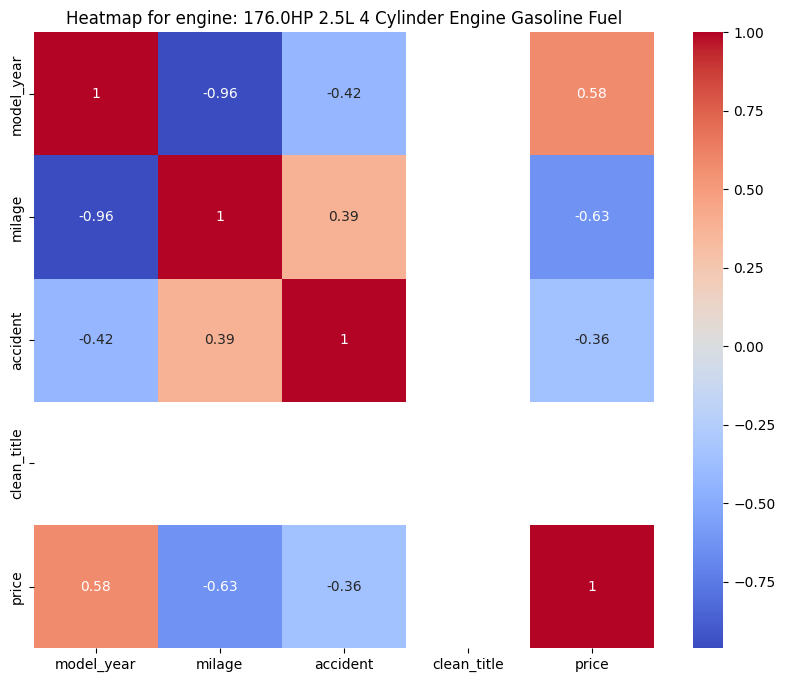 Heatmap for engine: 176.0HP 2.5L 4 Cylinder Engine Gasoline Fuel
model_year
1
-0.96
-0.42
0.58
milage
-0.96
1
0.39
-0.63
accident
-0.42
0.39
1
-0.36
clean_title
price
0.58
-0.63
-0.36
1
model_year
milage
accident
clean_title
price
1.00
0.75
0.50
0.25
0.00
−0.25
−0.50
−0.75